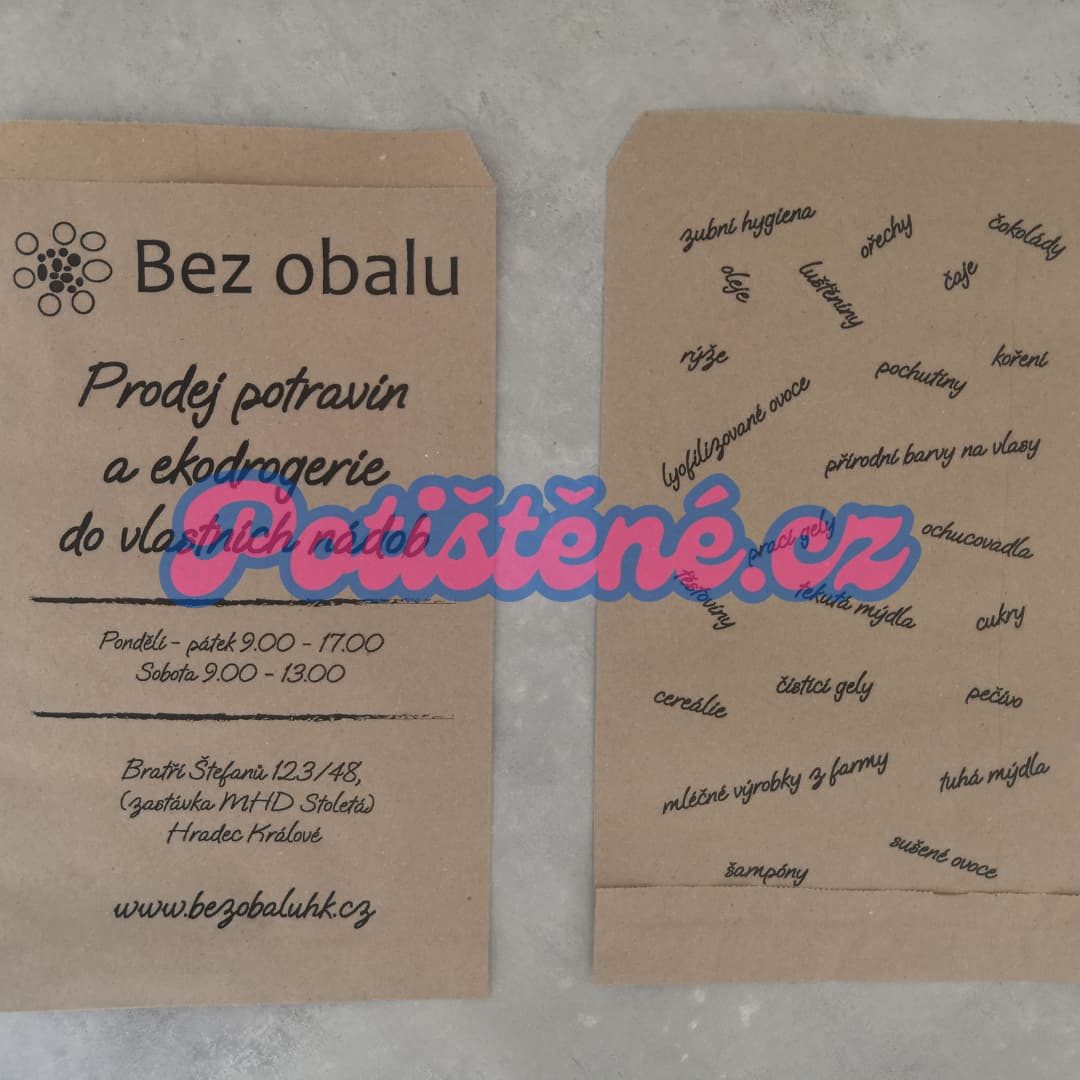 Bez obalu
Prodej potravin
a ekodrogerie
do vlastních nádob
Pondělí - pátek 9.00 - 17.00
Sobota 9.00 - 13.00
Bratří Štefanů 123/48,
(zastávka MHD Stoletá)
Hradec Králové
www.bezobaluhk.cz
Potištěné.cz
zubní hygiena
ořechy
čokolády
oleje
luštěniny
čaje
rýže
pochutiny
koření
lyofilizované ovoce
přírodní barvy na vlasy
prací gely
ochucovadla
těstoviny
tekutá mýdla
cukry
cereálie
čistící gely
pečivo
mléčné výrobky z farmy
tuhá mýdla
šampóny
sušené ovoce